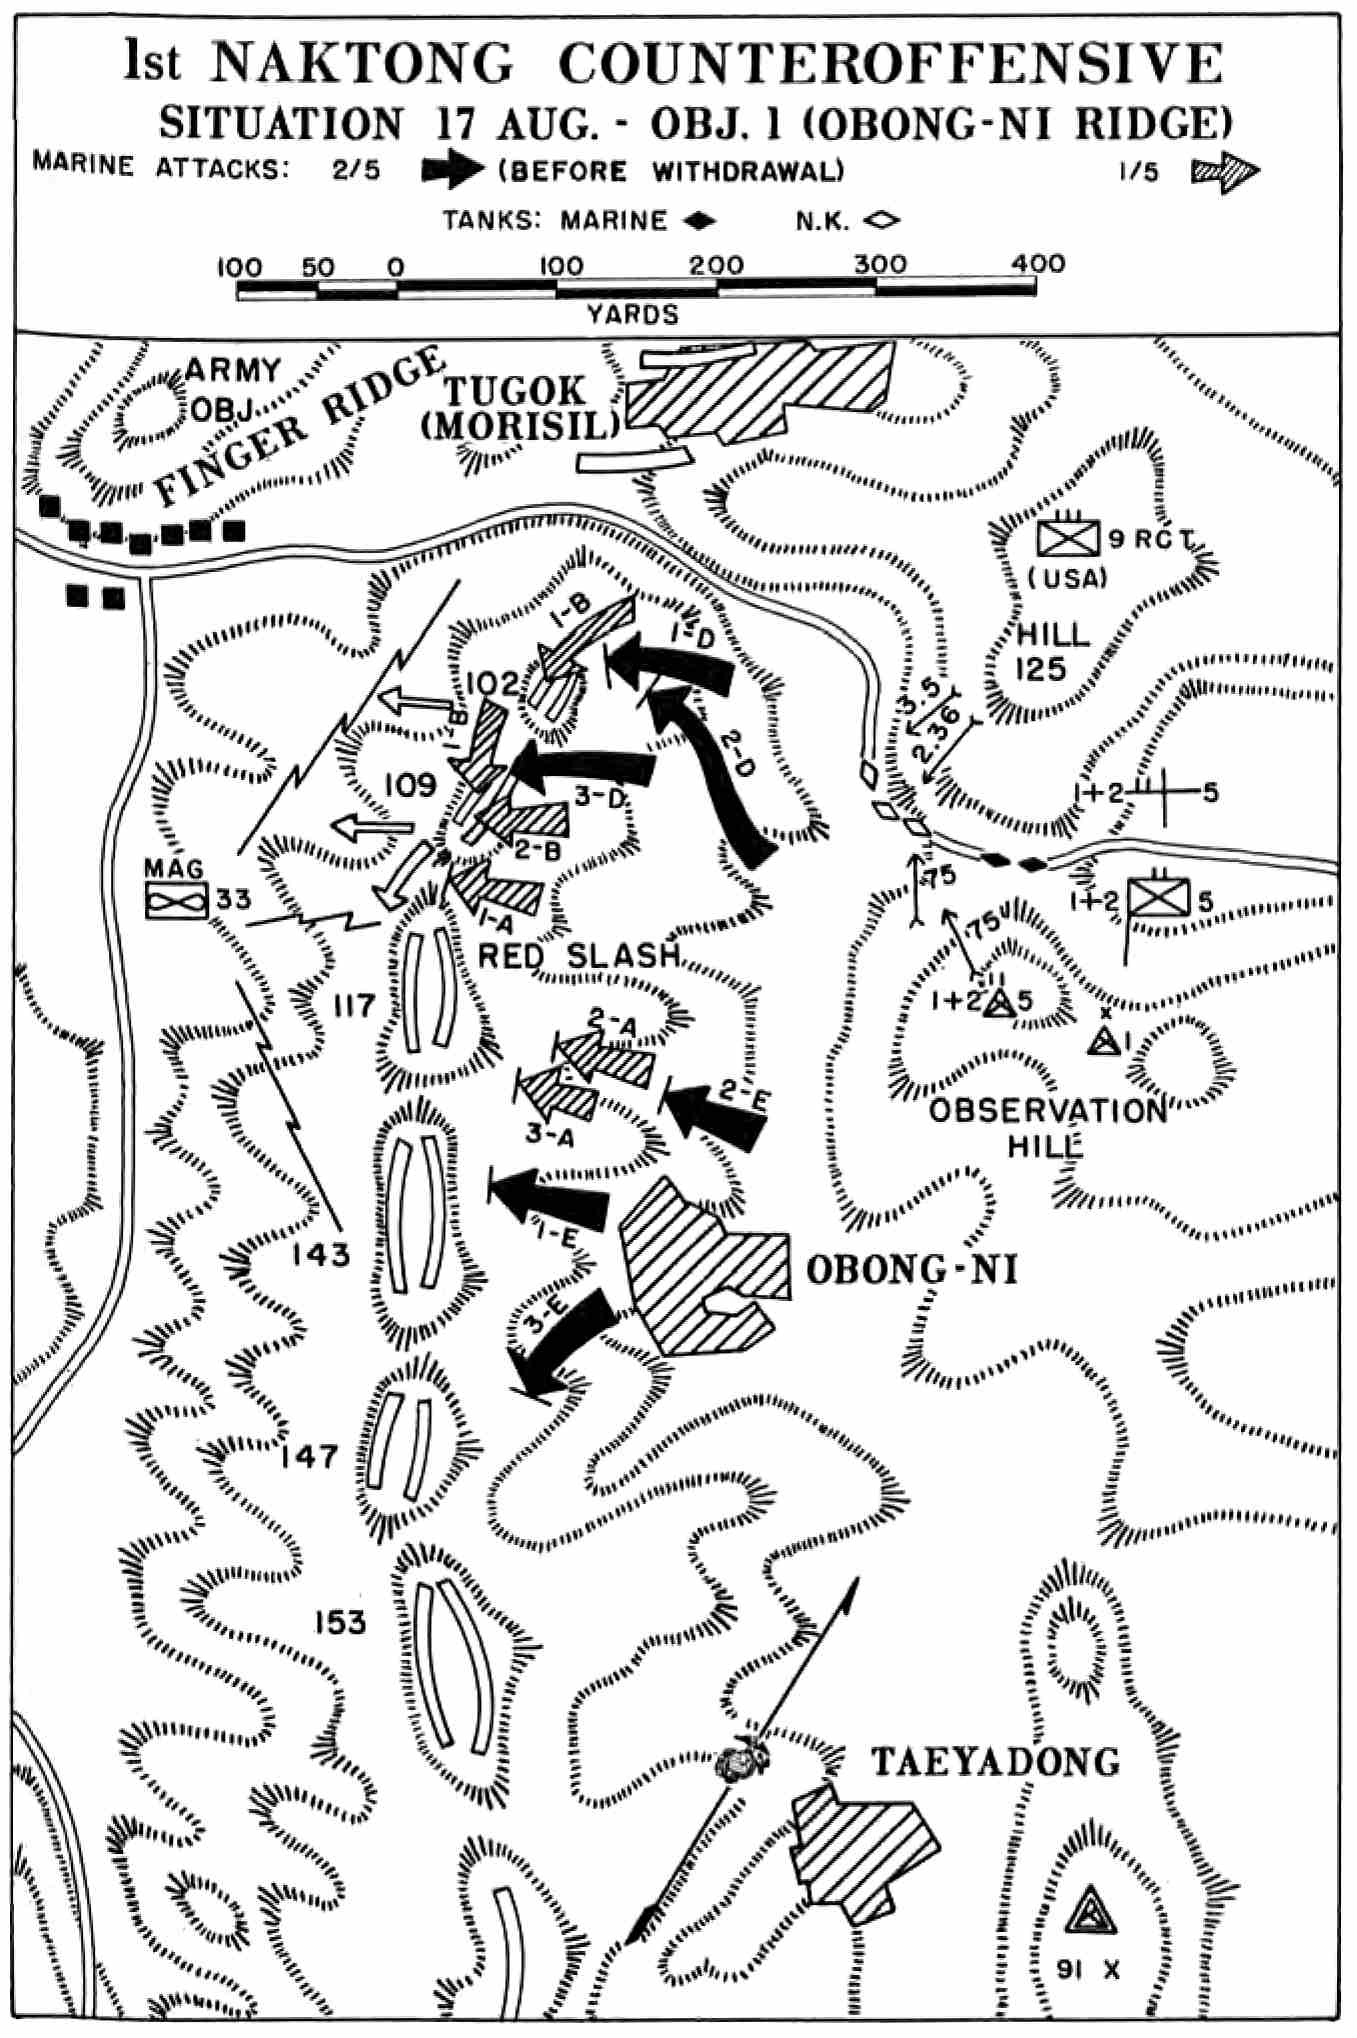 1st NAKTONG COUNTEROFFENSIVE
SITUATION 17 AUG. - OBJ. 1 (OBONG-NI RIDGE)
MARINE ATTACKS: 2/5 (BEFORE WITHDRAWAL) 1/5
TANKS: MARINE N.K.
100 50 0 100 200 300 400
YARDS
ARMY
OBJ.
FINGER RIDGE
TUGOK
(MORISIL)
9 RCT
(USA)
HILL
125
1-B
1-D
102
3.5
2.36
1-B
2-D
109
3-D
1+2 5
2-B
MAG
33
75
1+2 5
1-A
75
RED SLASH
117
1+2 5
2-A
1
2-E
3-A
OBSERVATION
HILL
1-E
143
OBONG-NI
3-E
147
153
TAEYADONG
91 X